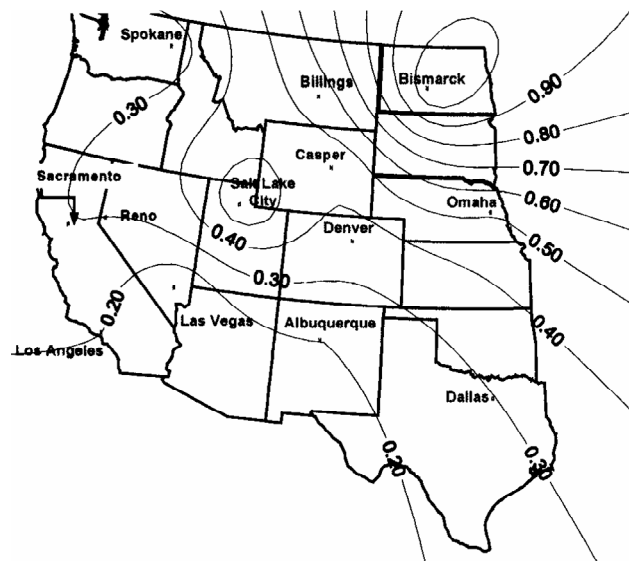 Spokane
Billings
Bismarck
0.90
0.30
0.80
Casper
0.70
Sacramento
Salt Lake
City
0.60
Omaha
Reno
0.40
Denver
0.50
0.30
0.20
0.40
Las Vegas
Albuquerque
Los Angeles
Dallas
0.20
0.30